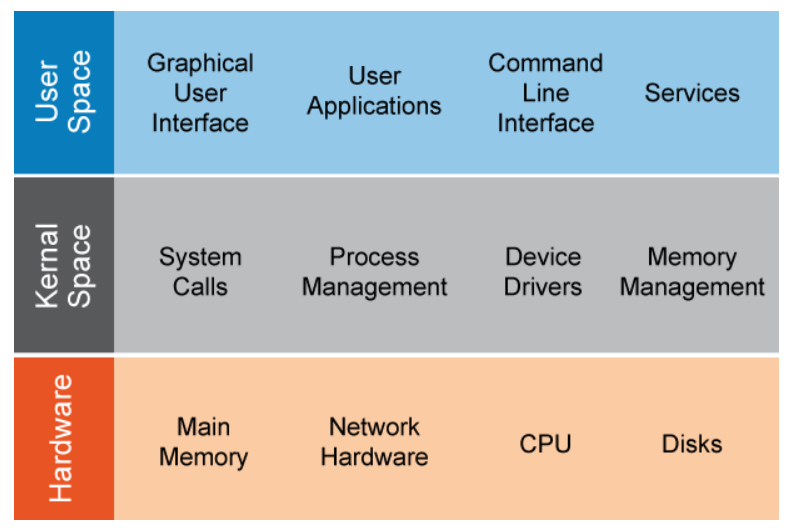 User
Space
Graphical
User
Interface
User
Applications
Command
Line
Interface
Services
Kernal
Space
System
Calls
Process
Management
Device
Drivers
Memory
Management
Hardware
Main
Memory
Network
Hardware
CPU
Disks